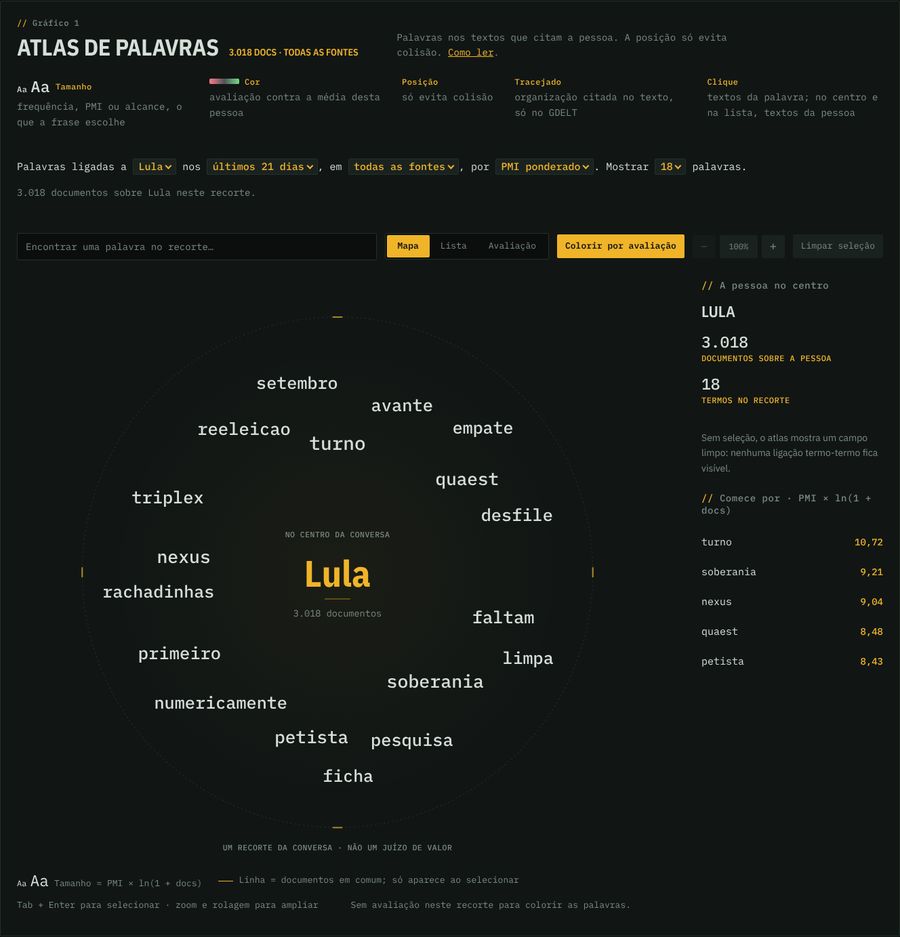 // Gráfico 1
ATLAS DE PALAVRAS 3.018 DOCS · TODAS AS FONTES
Palavras nos textos que citam a pessoa. A posição só evita
colisão. Como ler.
Aa Aa Tamanho
frequência, PMI ou alcance, o
que a frase escolhe
Cor
avaliação contra a média desta
pessoa
Posição
só evita colisão
Tracejado
organização citada no texto,
só no GDELT
Clique
textos da palavra; no centro e
na lista, textos da pessoa
Palavras ligadas a Lula nos últimos 21 dias, em todas as fontes, por PMI ponderado. Mostrar 18 palavras.
3.018 documentos sobre Lula neste recorte.
Encontrar uma palavra no recorte…
Mapa Lista Avaliação
Colorir por avaliação
− 100% +
Limpar seleção
setembro
avante
reeleicao
empate
turno
quaest
triplex
desfile
nexus
rachadinhas
NO CENTRO DA CONVERSA
Lula
3.018 documentos
faltam
primeiro
limpa
soberania
numericamente
petista
pesquisa
ficha
UM RECORTE DA CONVERSA · NÃO UM JUÍZO DE VALOR
// A pessoa no centro
LULA
3.018
DOCUMENTOS SOBRE A PESSOA
18
TERMOS NO RECORTE
Sem seleção, o atlas mostra um campo
limpo: nenhuma ligação termo-termo fica
visível.
// Comece por · PMI × ln(1 +
docs)
turno 10,72
soberania 9,21
nexus 9,04
quaest 8,48
petista 8,43
Aa Aa Tamanho = PMI × ln(1 + docs)
Linha = documentos em comum; só aparece ao selecionar
Tab + Enter para selecionar · zoom e rolagem para ampliar
Sem avaliação neste recorte para colorir as palavras.